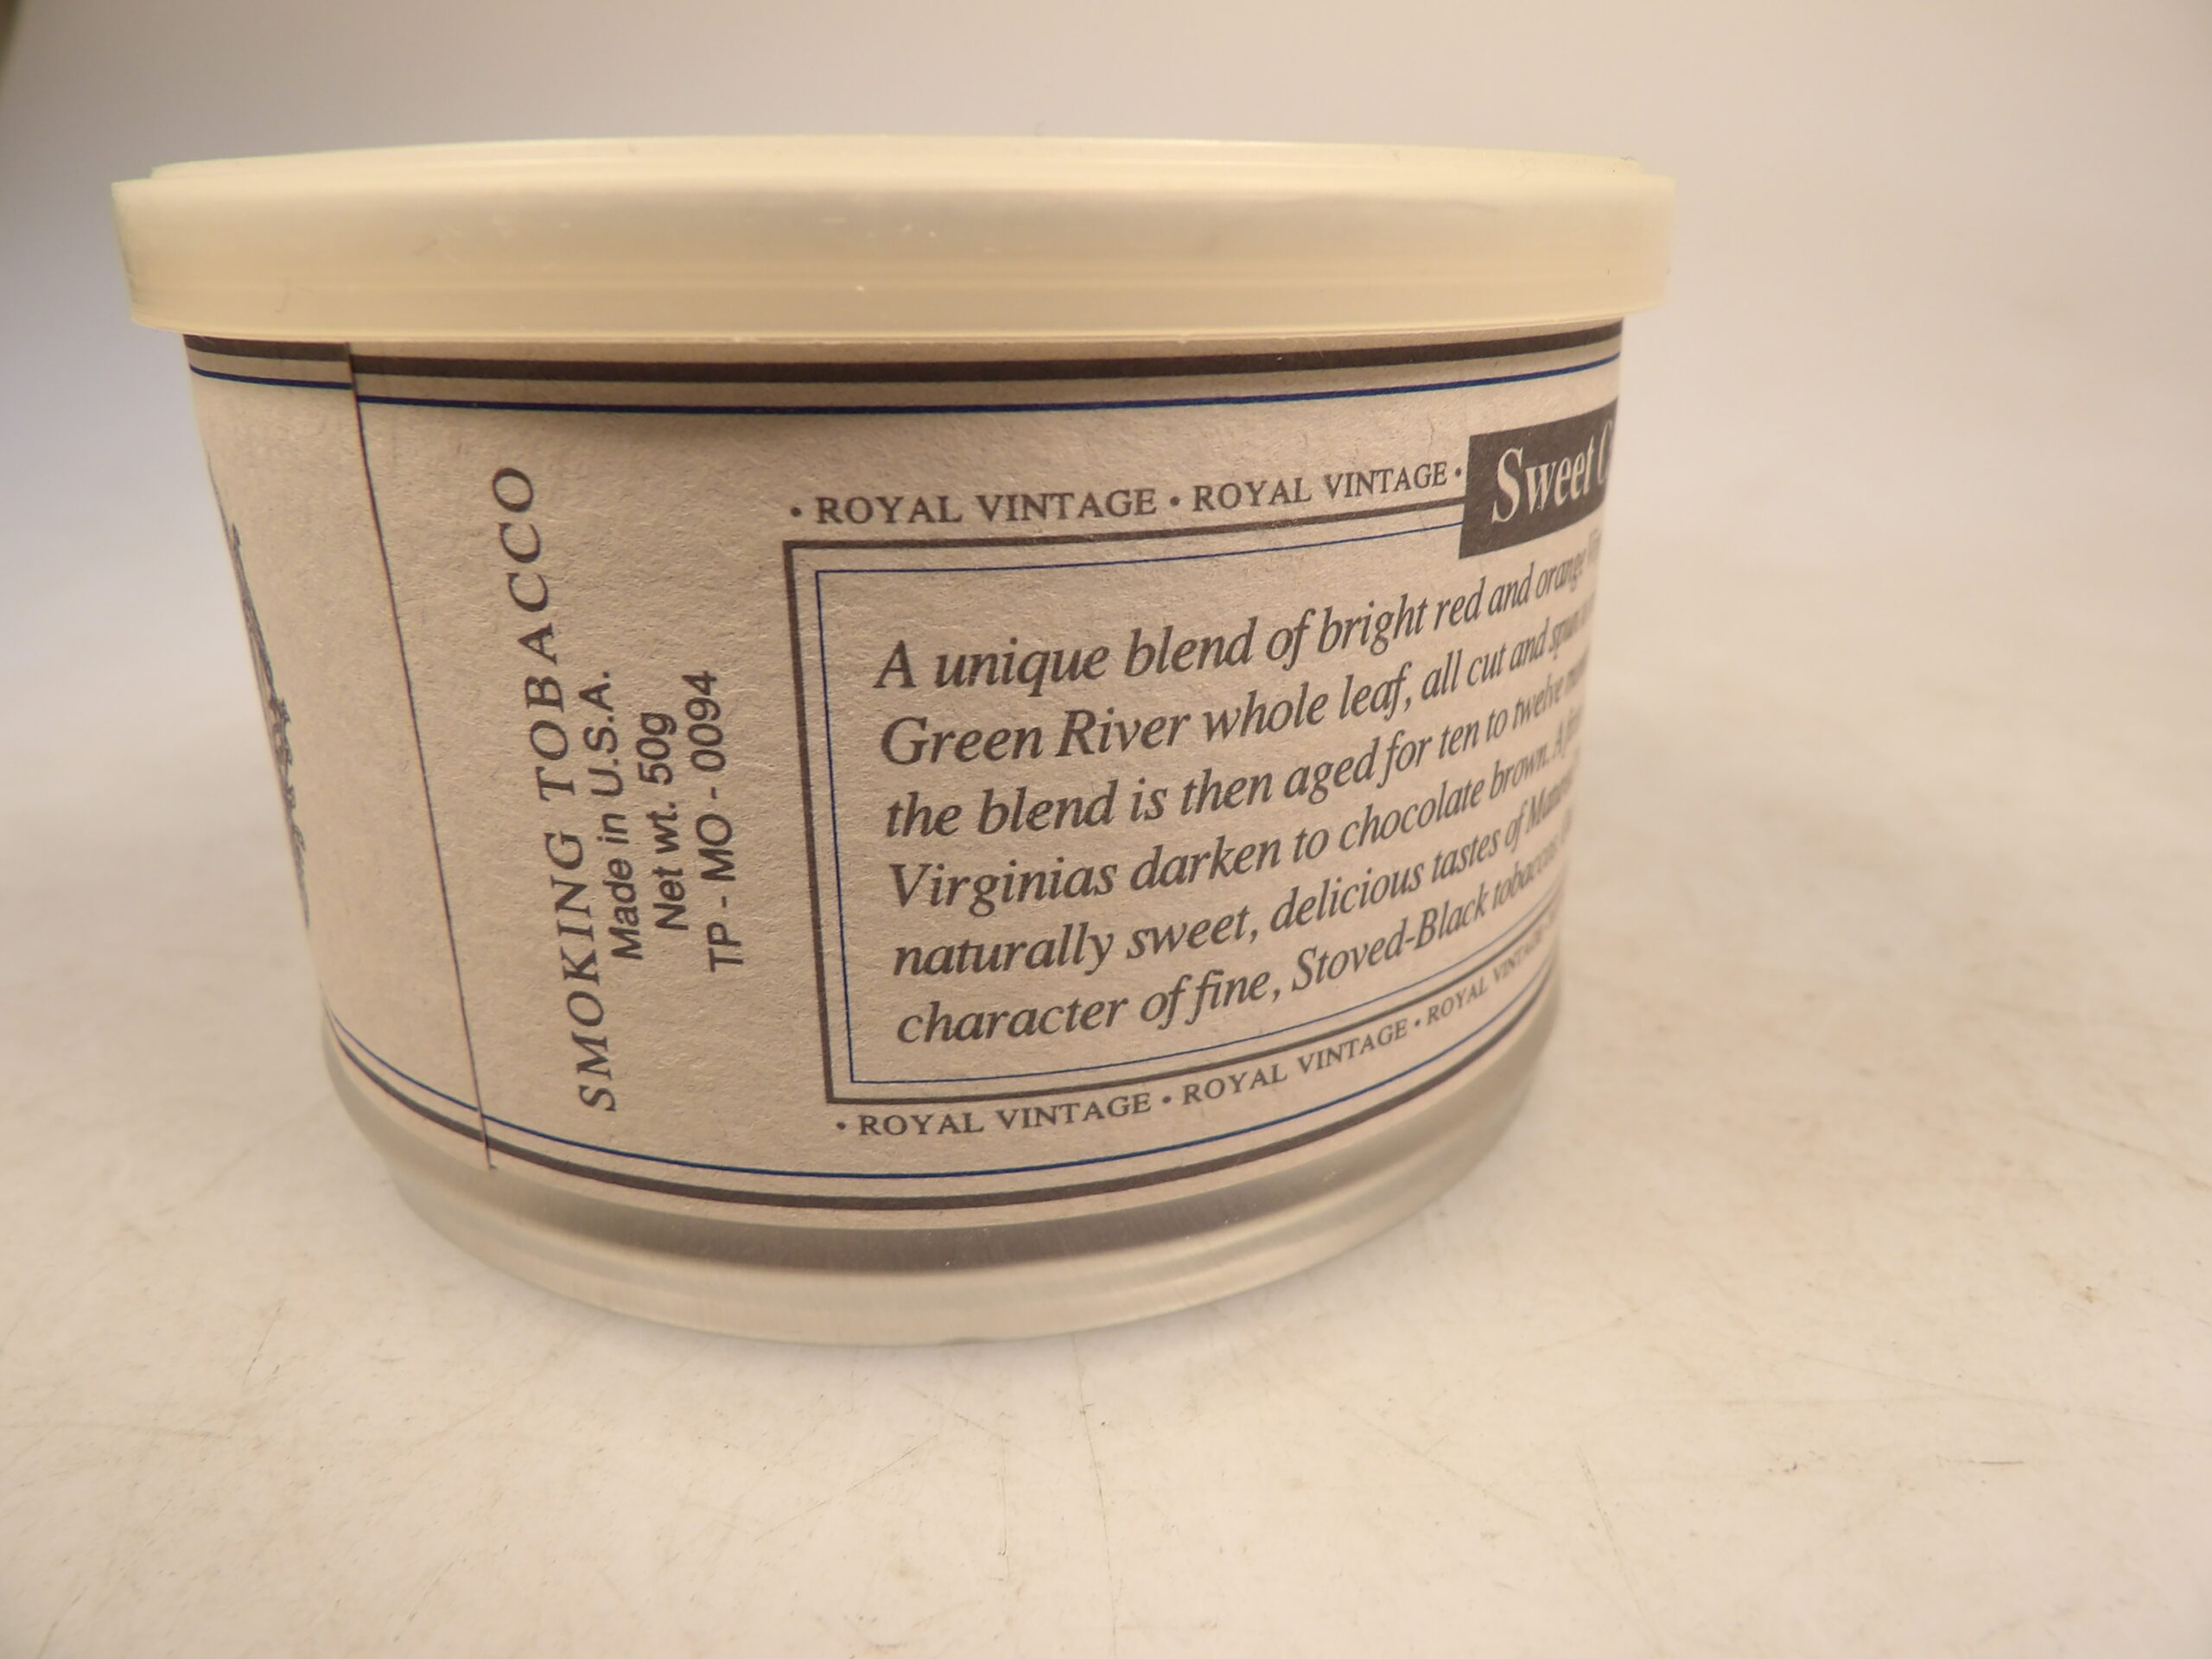 SMOKING TOBACCO
Made in U.S.A.
Net wt. 50g
TP - MO - 0094
• ROYAL VINTAGE • ROYAL VINTAGE •
Sweet
A unique blend of bright red and orange
Green River whole leaf, all cut and spun
the blend is then aged for ten to twelve
Virginias darken to chocolate brown. A
naturally sweet, delicious tastes of
character of fine, Stoved-Black
• ROYAL VINTAGE • ROYAL VINTAGE • ROYAL VINTAGE